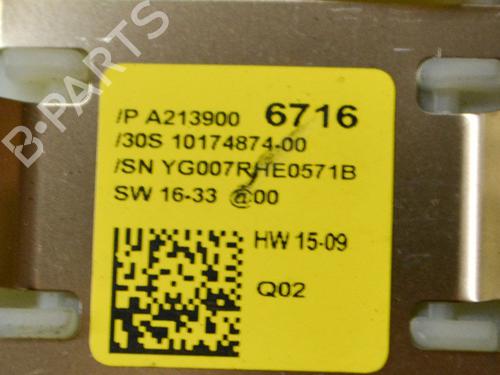 B-PARTS
/P A213900 6716
/30S 10174874-00
/SN YG007RHE0571B
SW 16-33 @00
HW 15-09
Q02